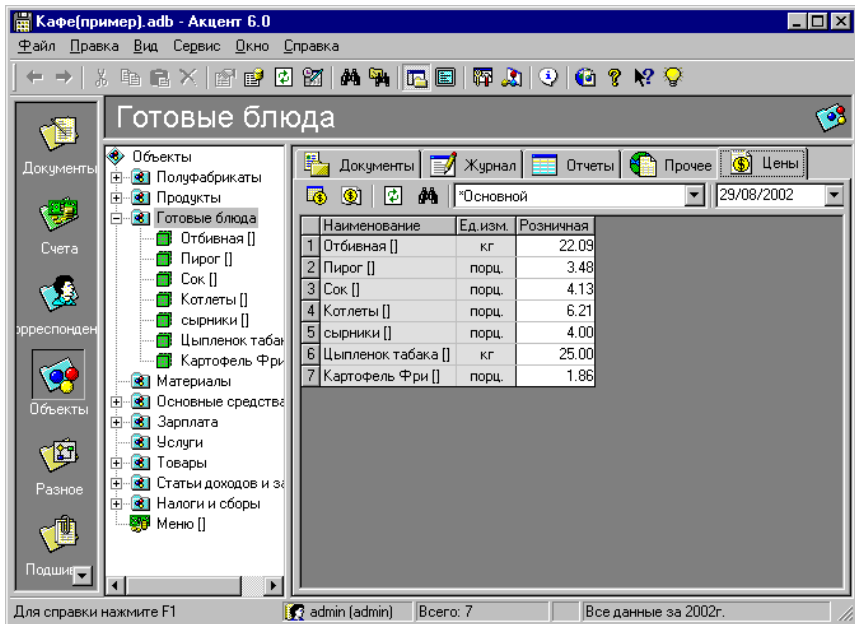 Кафе(пример).adb - Акцент 6.0
Файл Правка Вид Сервис Окно Справка
Готовые блюда
Документы
Счета
орреспонден
Объекты
Разное
Подшив
Объекты
Полуфабрикаты
Продукты
Готовые блюда
Отбивная []
Пирог []
Сок []
Котлеты []
сырники []
Цыпленок табак
Картофель Фри
Материалы
Основные средства
Зарплата
Услуги
Товары
Статьи доходов и за
Налоги и сборы
Меню []
Документы Журнал Отчеты Прочее Цены
*Основной 29/08/2002
Наименование Ед.изм. Розничная
1 Отбивная [] кг 22.09
2 Пирог [] порц. 3.48
3 Сок [] порц. 4.13
4 Котлеты [] порц. 6.21
5 сырники [] порц. 4.00
6 Цыпленок табака [] кг 25.00
7 Картофель Фри [] порц. 1.86
Для справки нажмите F1 admin (admin) Всего: 7 Все данные за 2002г.